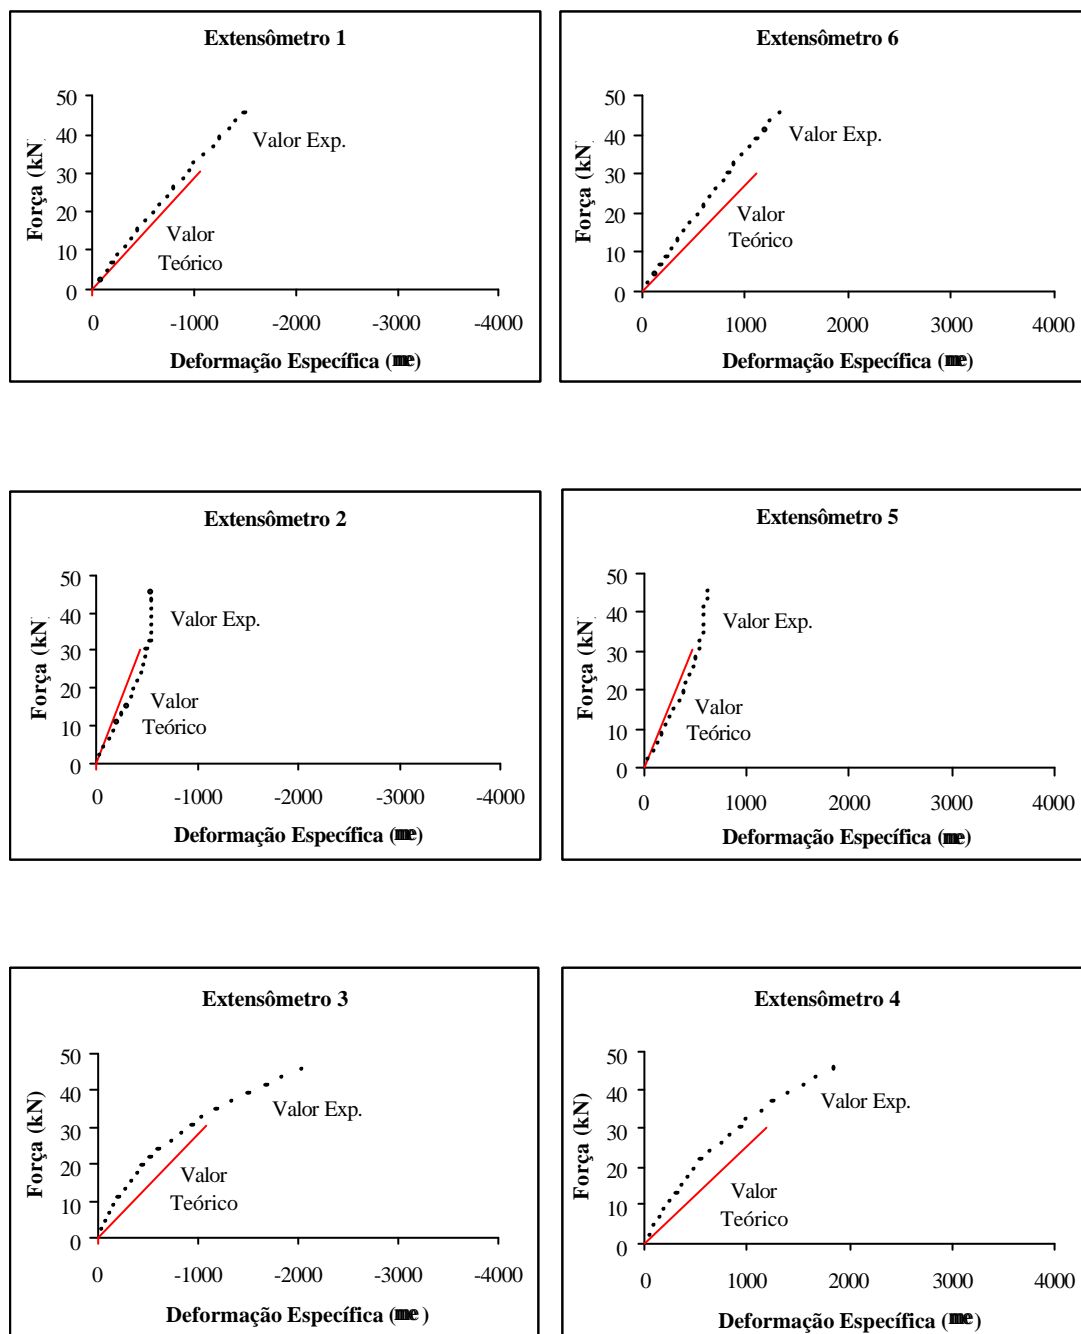 Extensômetro 1
50
40
30
20
10
0
Força (kN
Valor Exp.
Valor
Teórico
0 -1000 -2000 -3000 -4000
Deformação Específica (me)
Extensômetro 6
50
40
30
20
10
0
Força (kN
Valor Exp.
Valor
Teórico
0 1000 2000 3000 4000
Deformação Específica (me)
Extensômetro 2
50
40
30
20
10
0
Força (kN
Valor Exp.
Valor
Teórico
0 -1000 -2000 -3000 -4000
Deformação Específica (me)
Extensômetro 5
50
40
30
20
10
0
Força (kN
Valor Exp.
Valor
Teórico
0 1000 2000 3000 4000
Deformação Específica (me)
Extensômetro 3
50
40
30
20
10
0
Força (kN)
Valor Exp.
Valor
Teórico
0 -1000 -2000 -3000 -4000
Deformação Específica (me )
Extensômetro 4
50
40
30
20
10
0
Força (kN)
Valor Exp.
Valor
Teórico
0 1000 2000 3000 4000
Deformação Específica (me)